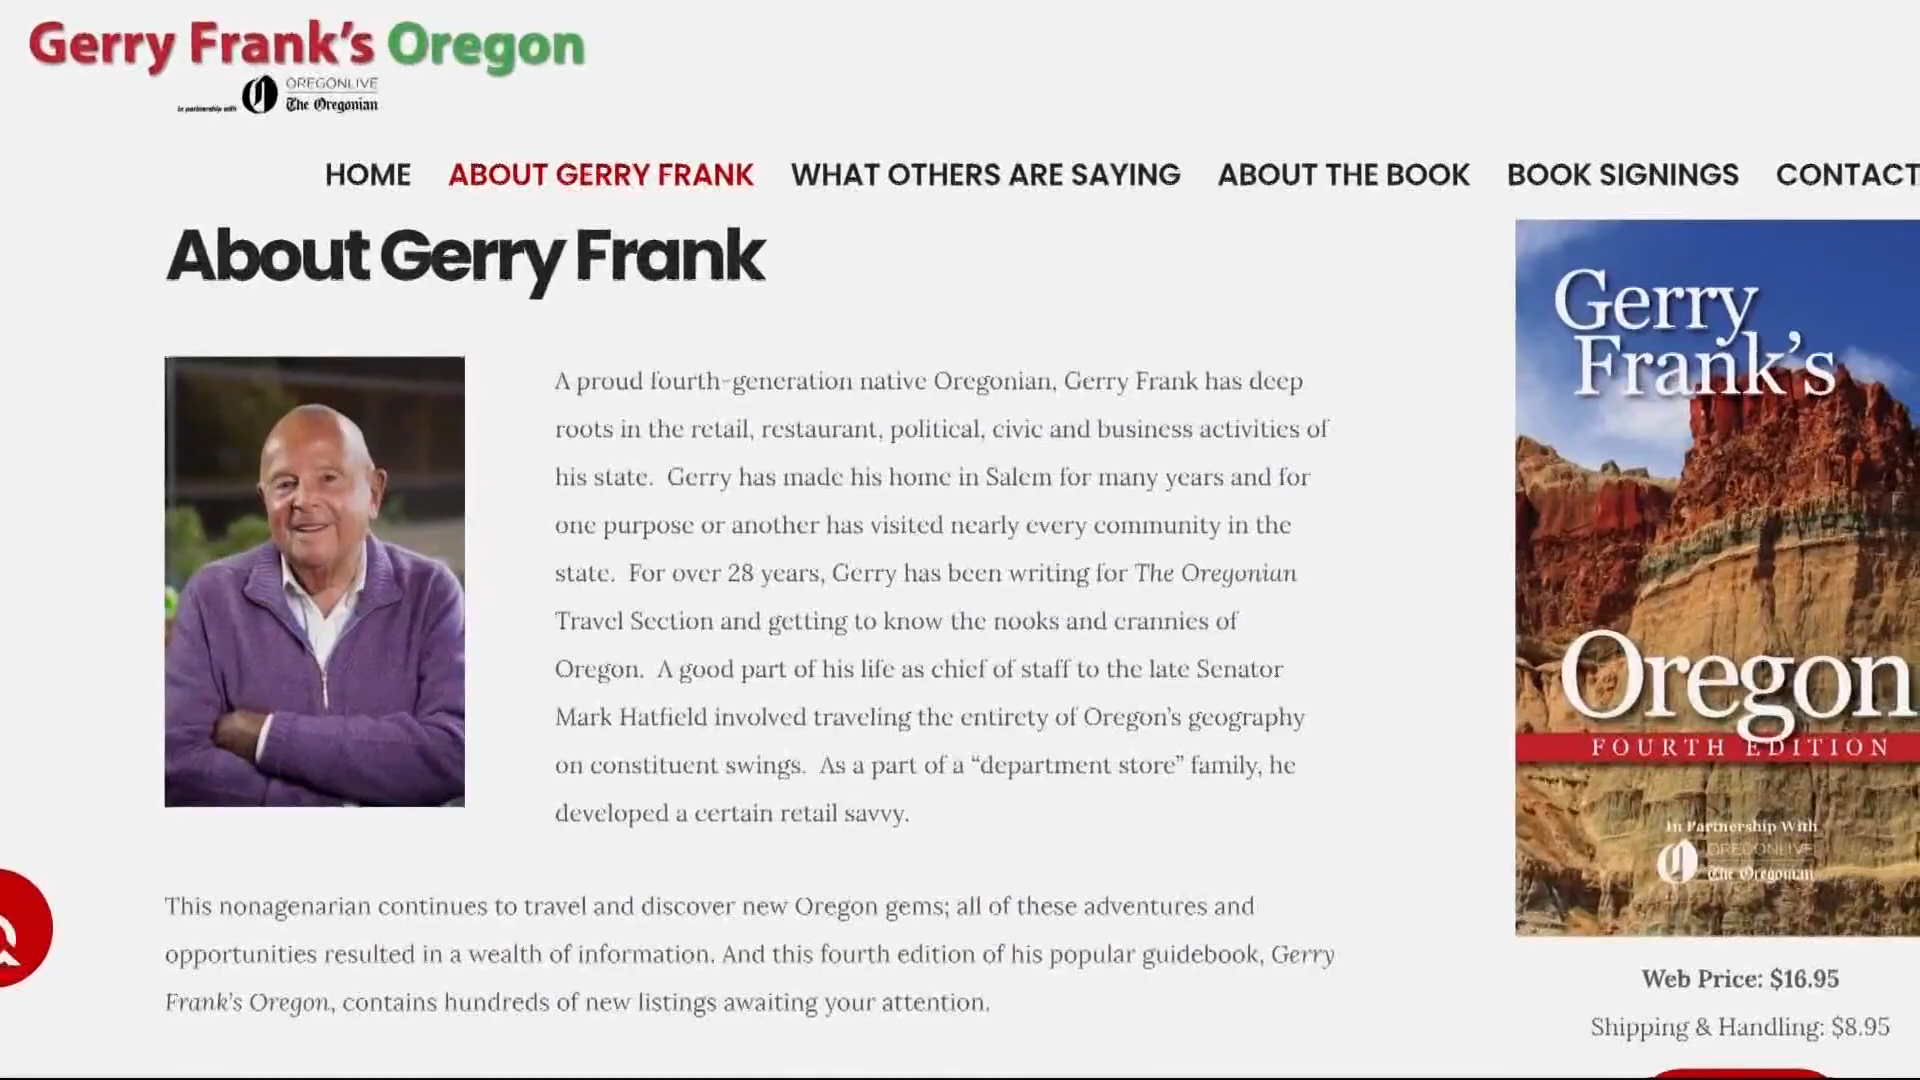 Gerry Frank's Oregon
In partnership with
OREGONLIVE
The Oregonian
HOME ABOUT GERRY FRANK WHAT OTHERS ARE SAYING ABOUT THE BOOK BOOK SIGNINGS CONTACT
About Gerry Frank
A proud fourth-generation native Oregonian, Gerry Frank has deep
roots in the retail, restaurant, political, civic and business activities of
his state. Gerry has made his home in Salem for many years and for
one purpose or another has visited nearly every community in the
state. For over 28 years, Gerry has been writing for The Oregonian
Travel Section and getting to know the nooks and crannies of
Oregon. A good part of his life as chief of staff to the late Senator
Mark Hatfield involved traveling the entirety of Oregon's geography
on constituent swings. As a part of a “department store” family, he
developed a certain retail savvy.
This nonagenarian continues to travel and discover new Oregon gems; all of these adventures and
opportunities resulted in a wealth of information. And this fourth edition of his popular guidebook, Gerry
Frank's Oregon, contains hundreds of new listings awaiting your attention.
Gerry
Frank's
Oregon
FOURTH EDITION
In Partnership With
OREGONLIVE
The Oregonian
Web Price: $16.95
Shipping & Handling: $8.95